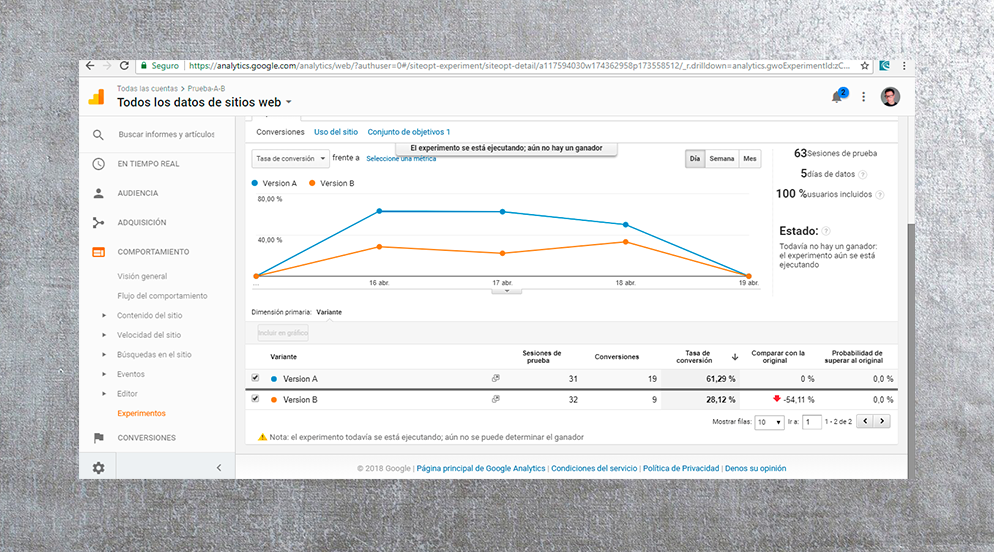 Seguro
https://analytics.google.com/analytics/web/?authuser=0#/siteopt-experiment/siteopt-detail/a117594030w174362958p173558512/_r.drilldown=analytics.gwoExperimentId:zC...
Todas las cuentas > Prueba-A-B
Todos los datos de sitios web
2
Buscar informes y artículos
EN TIEMPO REAL
AUDIENCIA
ADQUISICIÓN
COMPORTAMIENTO
Visión general
Flujo del comportamiento
Contenido del sitio
Velocidad del sitio
Búsquedas en el sitio
Eventos
Editor
Experimentos
CONVERSIONES
Conversiones Uso del sitio Conjunto de objetivos 1
El experimento se está ejecutando; aún no hay un ganador
Tasa de conversión frente a Seleccione una métrica
Día Semana Mes
Version A Version B
80,00 %
40,00 %
... 16 abr. 17 abr. 18 abr. 19 abr.
63 Sesiones de prueba
5 días de datos ?
100 % usuarios incluidos ?
Estado: ?
Todavía no hay un ganador:
el experimento aún se está
ejecutando
Dimensión primaria: Variante
Incluir en gráfico
Variante Sesiones de prueba Conversiones Tasa de conversión Comparar con la original Probabilidad de superar al original
Version A 31 19 61,29 % 0 % 0,0 %
Version B 32 9 28,12 % -54,11 % 0,0 %
Mostrar filas: 10 Ir a: 1 1 - 2 de 2
Nota: el experimento todavía se está ejecutando; aún no se puede determinar el ganador
© 2018 Google | Página principal de Google Analytics | Condiciones del servicio | Política de Privacidad | Denos su opinión